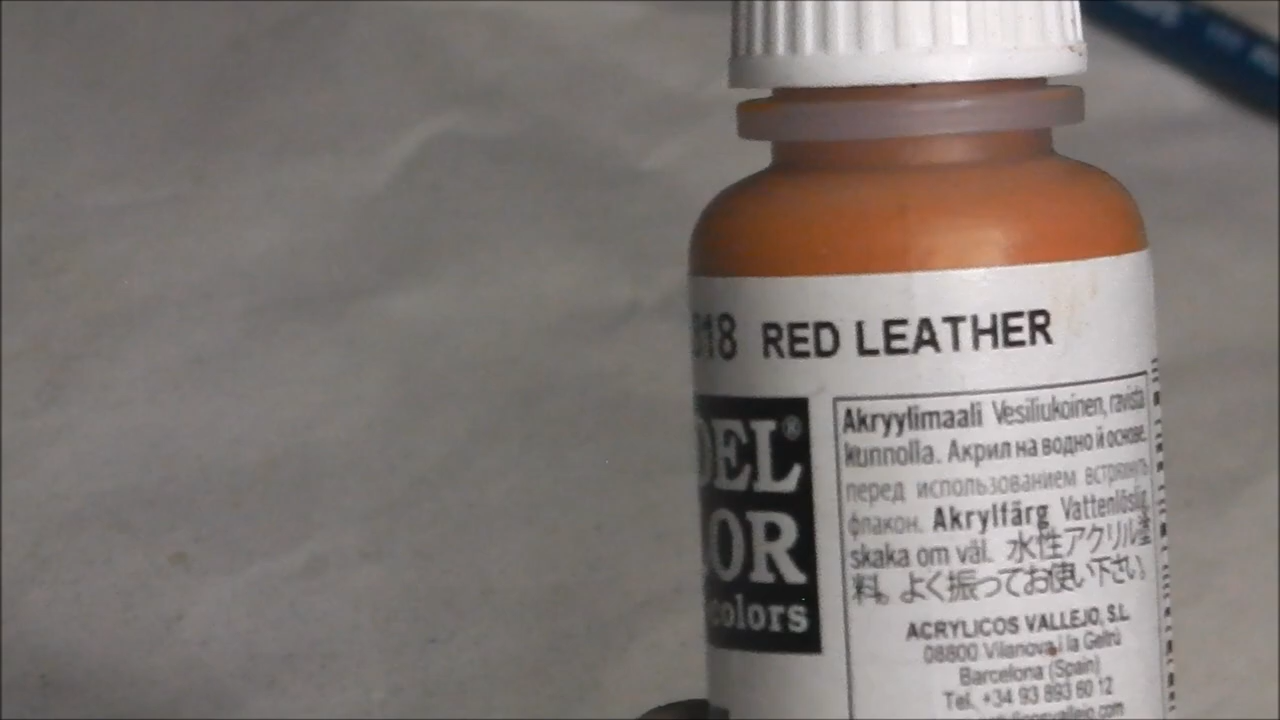 818 RED LEATHER
DEL®
OR
colors
Akryylimaali Vesiliukoinen, ravista
kunnolla. Акрил на водно й основе.
перед использованием встряхнуть
флакон. Akrylfärg Vattenlöslig,
skaka om väl. 水性アクリル塗
料。よく振ってお使い下さい。
ACRYLICOS VALLEJO, S.L
08800 Vilanova i la Geltrú
Barcelona (Spain)
Tel. +34 93 893 60 12